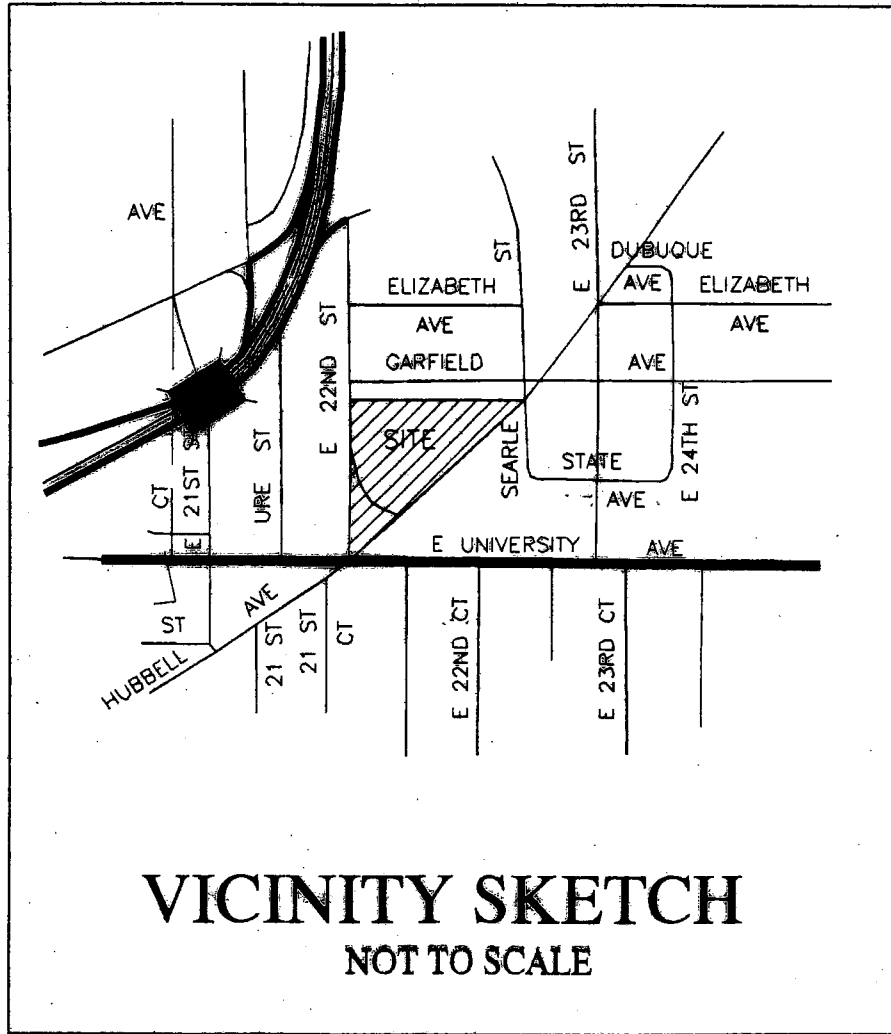 AVE
E 23RD ST
ST
DUBUQUE
AVE
ELIZABETH
AVE
ELIZABETH
AVE
E 22ND ST
GARFIELD
AVE
SITE
SEARLE
STATE
AVE
E 24TH ST
CT
E 21ST S
URE ST
E UNIVERSITY
AVE
ST
HUBBELL
AVE
21 ST
21 ST
CT
E 22ND CT
E 23RD CT
VICINITY SKETCH
NOT TO SCALE